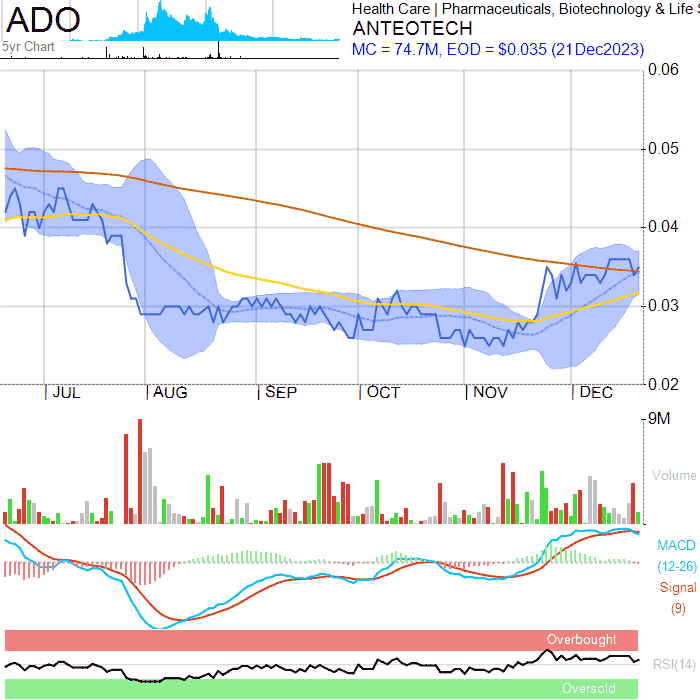 ADO
5yr Chart
Health Care | Pharmaceuticals, Biotechnology & Life S
ANTEOTECH
MC = 74.7M, EOD = $0.035 (21Dec2023)
0.06
0.05
0.04
0.03
0.02
JUL AUG SEP OCT NOV DEC
9M
Volume
MACD
(12-26)
Signal
(9)
Overbought
RSI(14)
Oversold